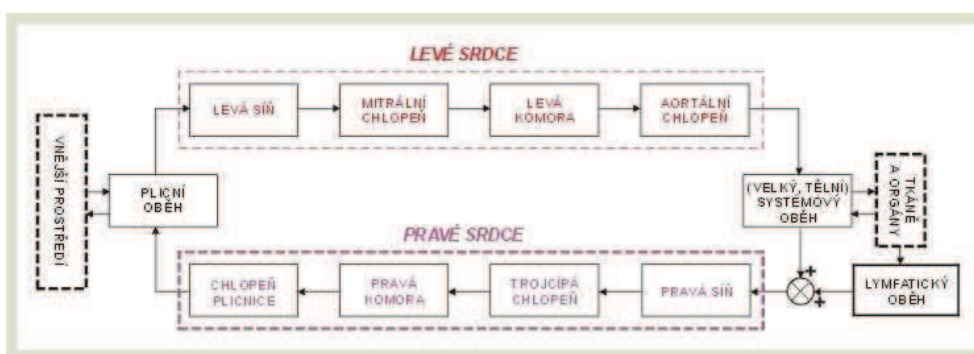 LEVÉ SRDCE
LEVÁ SÍŇ
MITRÁLNÍ
CHLOPEŇ
LEVÁ
KOMORA
AORTÁLNÍ
CHLOPEŇ
VNĚJŠÍ PROSTŘEDÍ
PLICNÍ
OBĚH
(VELKÝ, TĚLNÍ)
SYSTÉMOVÝ
OBĚH
TKÁNĚ
A ORGÁNY
PRAVÉ SRDCE
CHLOPEŇ
PLICNICE
PRAVÁ
KOMORA
TROJCÍPÁ
CHLOPEŇ
PRAVÁ SÍŇ
+
+
LYMFATICKÝ
OBĚH